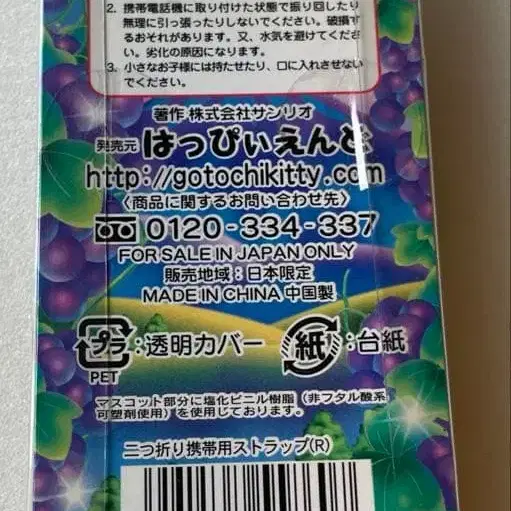 2. 携帯電話機に取り付けた状態で振り回したり
無理に引っ張ったりしないでください。破損す
るおそれがあります。又、水気を避けてくださ
い。劣化の原因になります。
3. 小さなお子様には持たせたり、口に入れさせない
でください。
著作 株式会社サンリオ
発売元 はっぴぃえんど
http://gotochikitty.com
〈商品に関するお問い合わせ先〉
0120-334-337
FOR SALE IN JAPAN ONLY
販売地域：日本限定
MADE IN CHINA 中国製
プラ：透明カバー 紙：台紙
PET
マスコット部分に塩化ビニル樹脂（非フタル酸系
可塑剤使用）を使用しております。
二つ折り携帯用ストラップ(R)